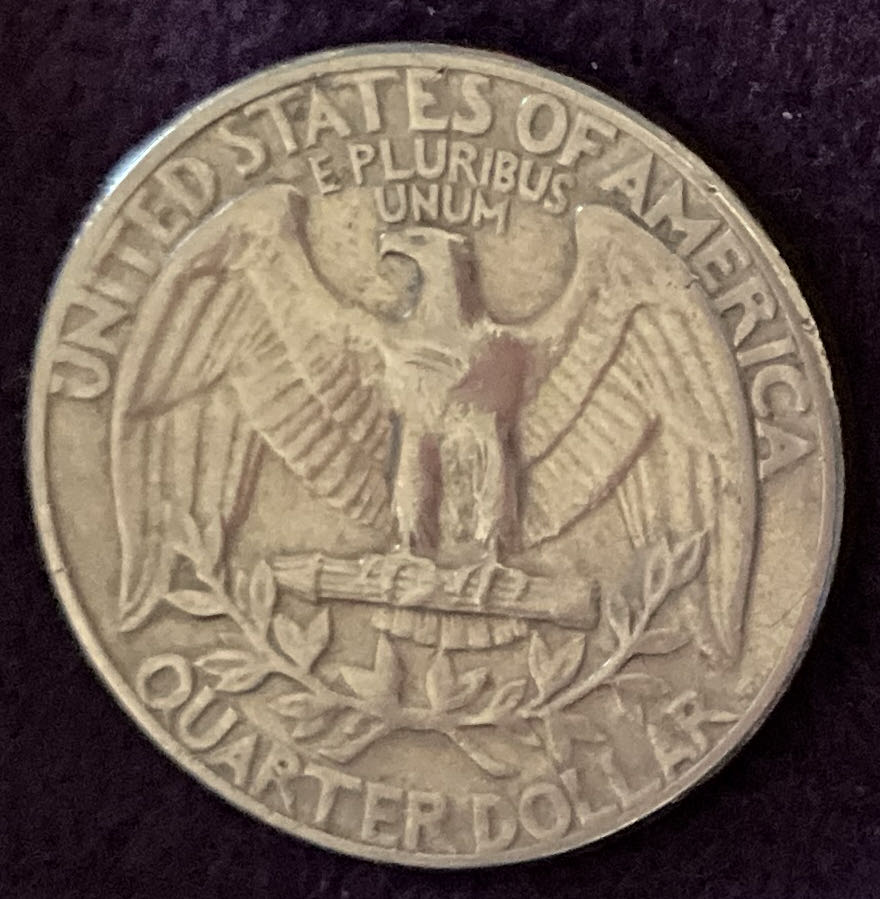 UNITED STATES OF AMERICA
E PLURIBUS
UNUM
QUARTER DOLLAR